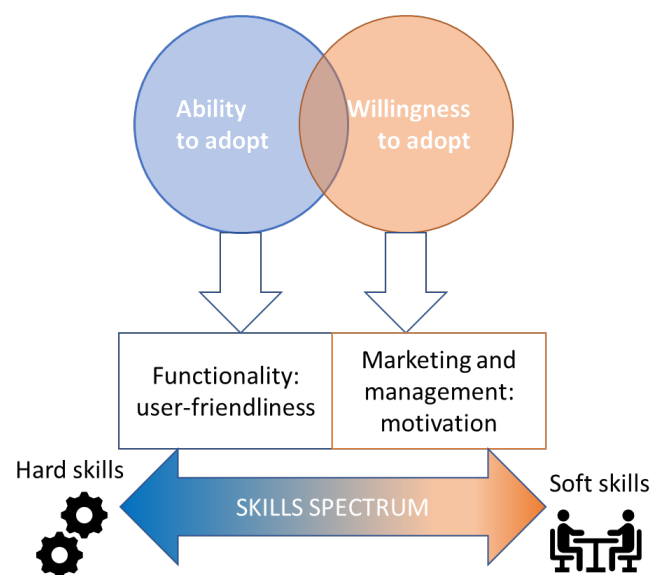 Ability
to adopt
Willingness
to adopt
Functionality:
user-friendliness
Marketing and
management:
motivation
Hard skills
SKILLS SPECTRUM
Soft skills